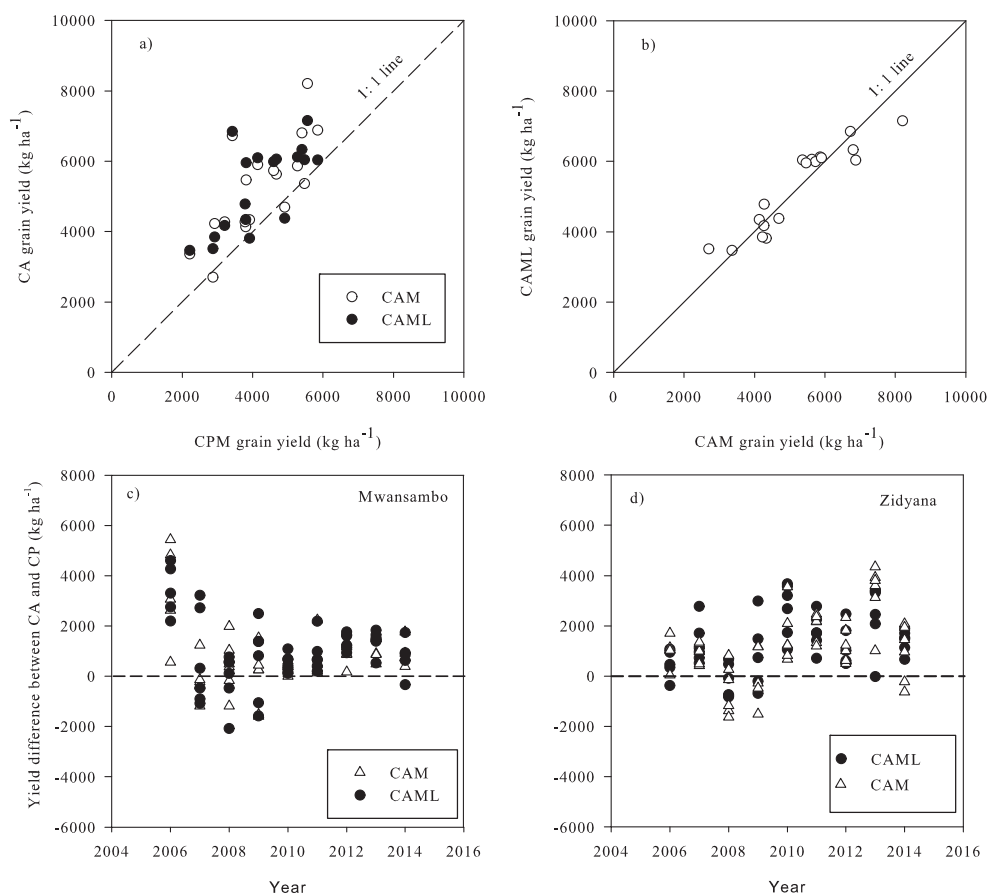 a)
1: 1 line
10000
8000
6000
4000
2000
0
CA grain yield (kg ha-1)
CAM
CAML
0 2000 4000 6000 8000 10000
CPM grain yield (kg ha-1)
b)
1: 1 line
10000
8000
6000
4000
2000
0
CAML grain yield (kg ha-1)
0 2000 4000 6000 8000 10000
CAM grain yield (kg ha-1)
c)
Mwansambo
8000
6000
4000
2000
0
-2000
-4000
-6000
Yield difference between CA and CP (kg ha-1)
CAM
CAML
2004 2006 2008 2010 2012 2014 2016
Year
d)
Zidyana
8000
6000
4000
2000
0
-2000
-4000
-6000
CAML
CAM
2004 2006 2008 2010 2012 2014 2016
Year